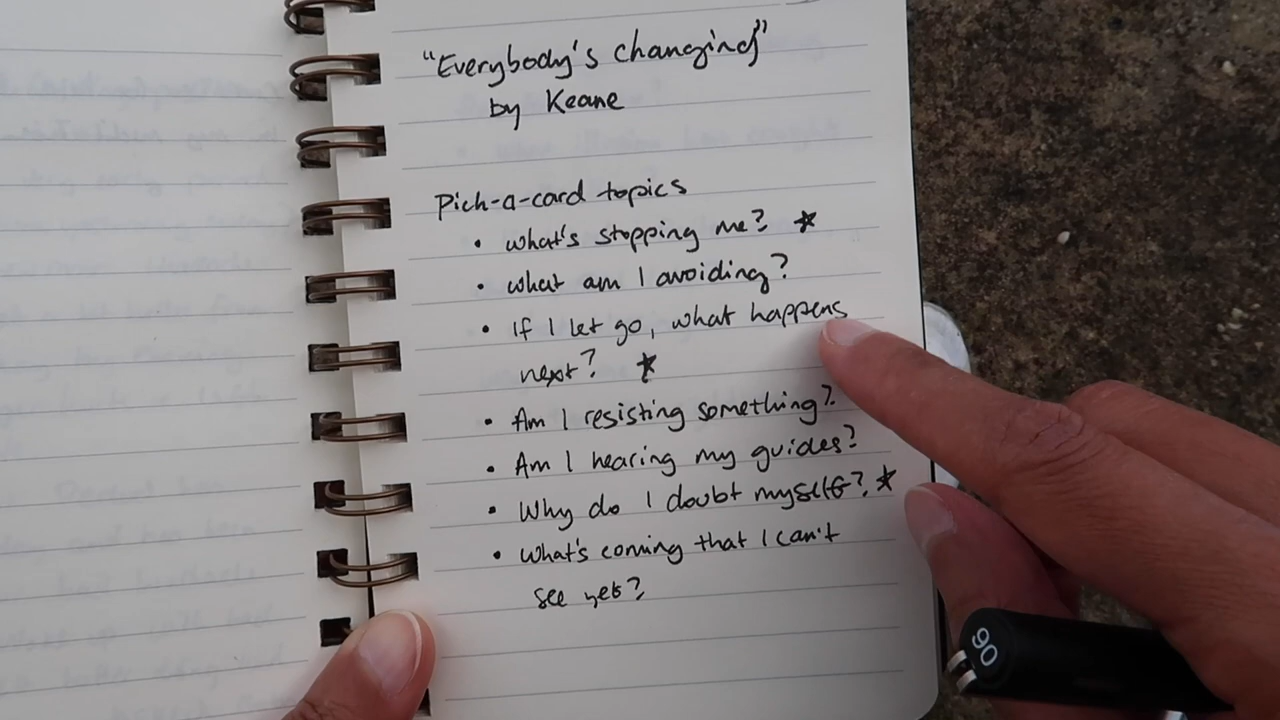 "Everybody's changing"
by Keane
Pick-a-card topics
• what's stopping me? ★
• what am I avoiding?
• If I let go, what happens
next? ★
• Am I resisting something?
• Am I hearing my guides?
• Why do I doubt myself? ★
• What's coming that I can't
see yet?
90